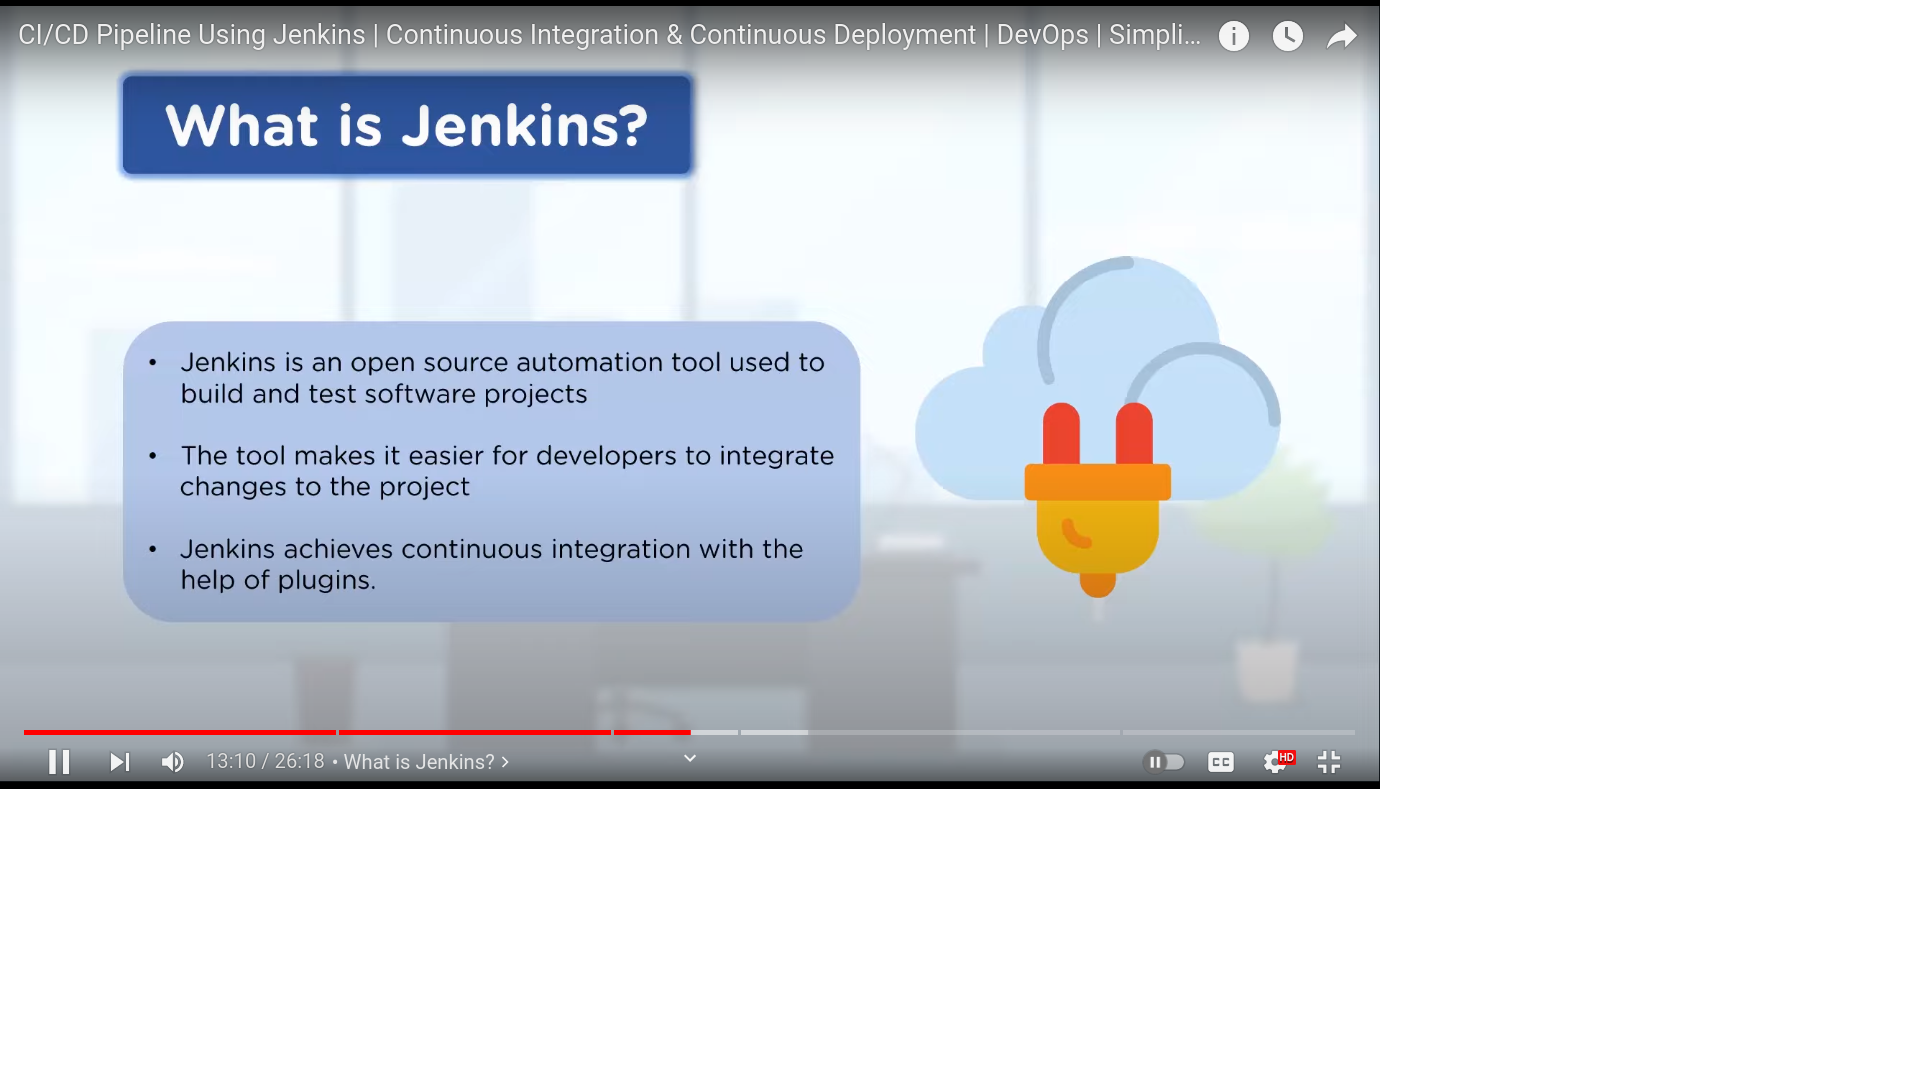 CI/CD Pipeline Using Jenkins | Continuous Integration & Continuous Deployment | DevOps | Simpli...
What is Jenkins?
• Jenkins is an open source automation tool used to
build and test software projects
• The tool makes it easier for developers to integrate
changes to the project
• Jenkins achieves continuous integration with the
help of plugins.
13:10 / 26:18 • What is Jenkins? >
CC
HD